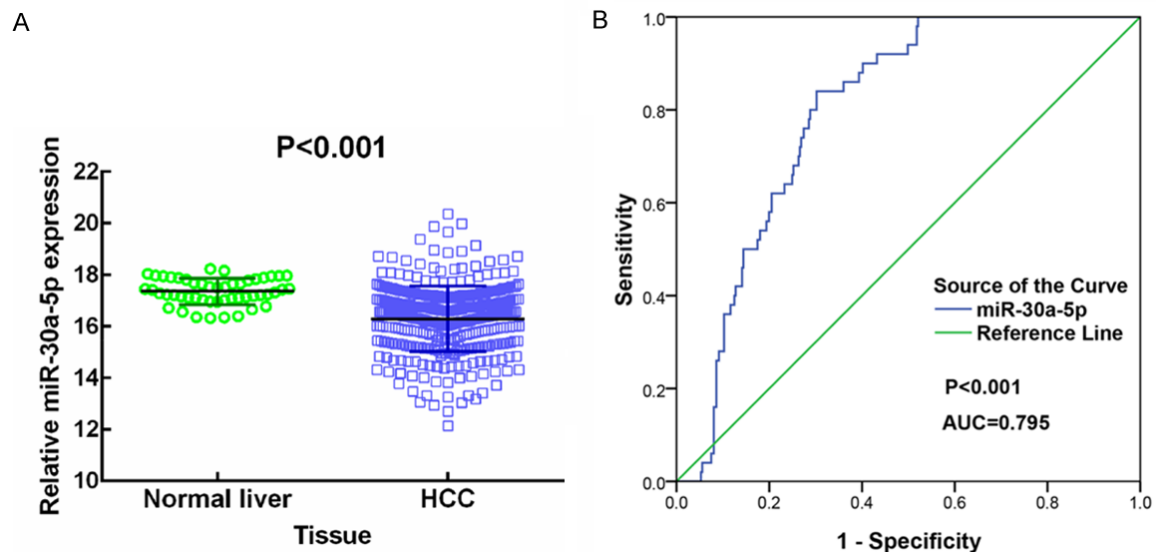 A
P<0.001
Relative miR-30a-5p expression
22
20
18
16
14
12
10
Normal liver
HCC
Tissue
B
Sensitivity
1.0
0.8
0.6
0.4
0.2
0.0
Source of the Curve
miR-30a-5p
Reference Line
P<0.001
AUC=0.795
0.0
0.2
0.4
0.6
0.8
1.0
1 - Specificity